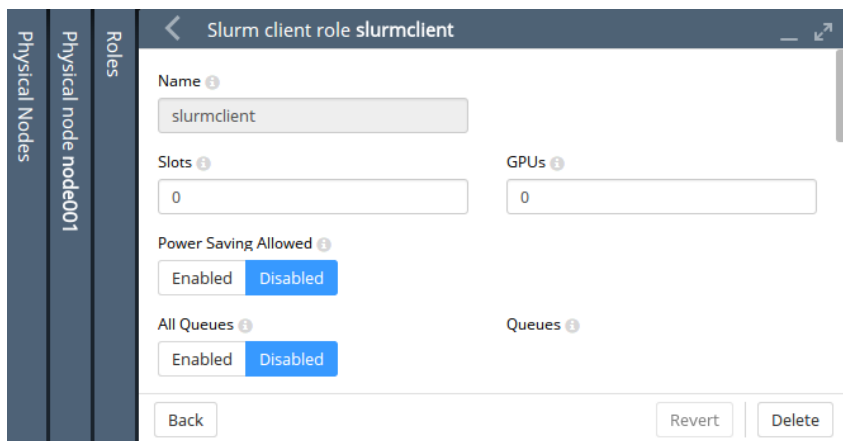 Physical Nodes
Physical node node001
Roles
Slurm client role slurmclient
Name
slurmclient
Slots
GPUs
0
0
Power Saving Allowed
Enabled Disabled
All Queues
Queues
Enabled Disabled
Back
Revert
Delete